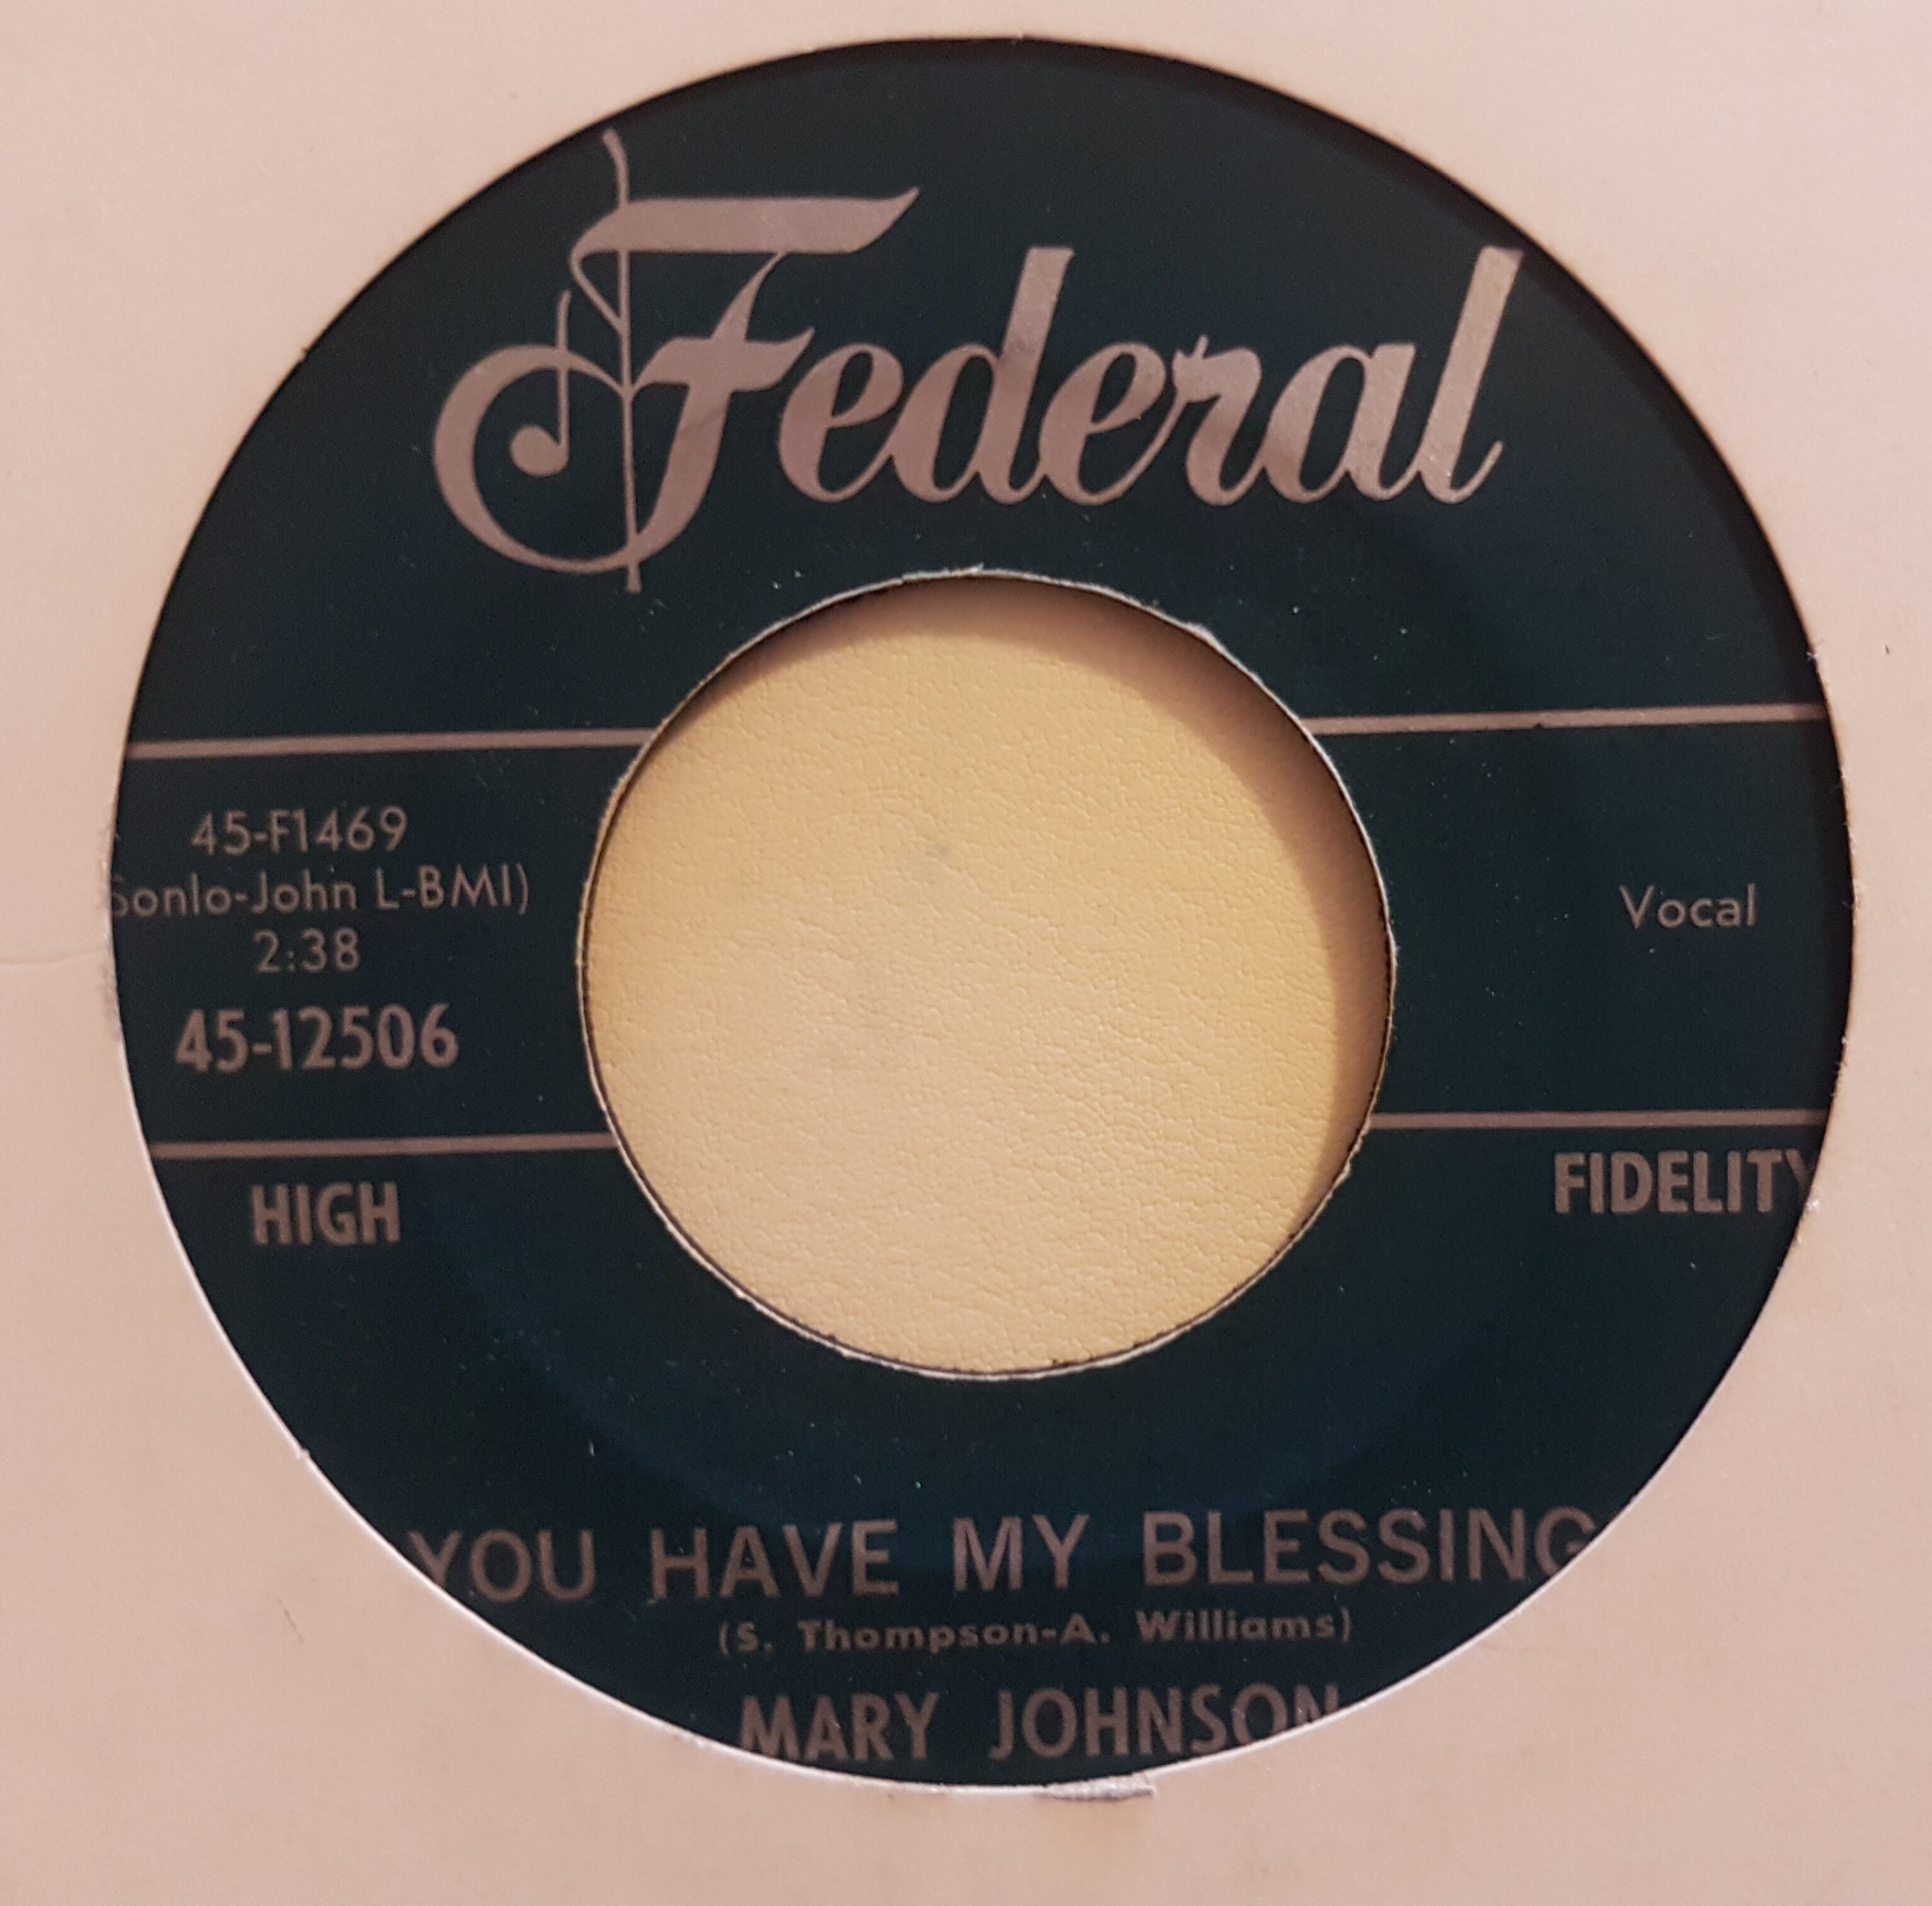 Federal
45-F1469
Sonlo-John L-BMI)
2:38
45-12506
Vocal
HIGH FIDELITY
YOU HAVE MY BLESSING
(S. Thompson-A. Williams)
MARY JOHNSON